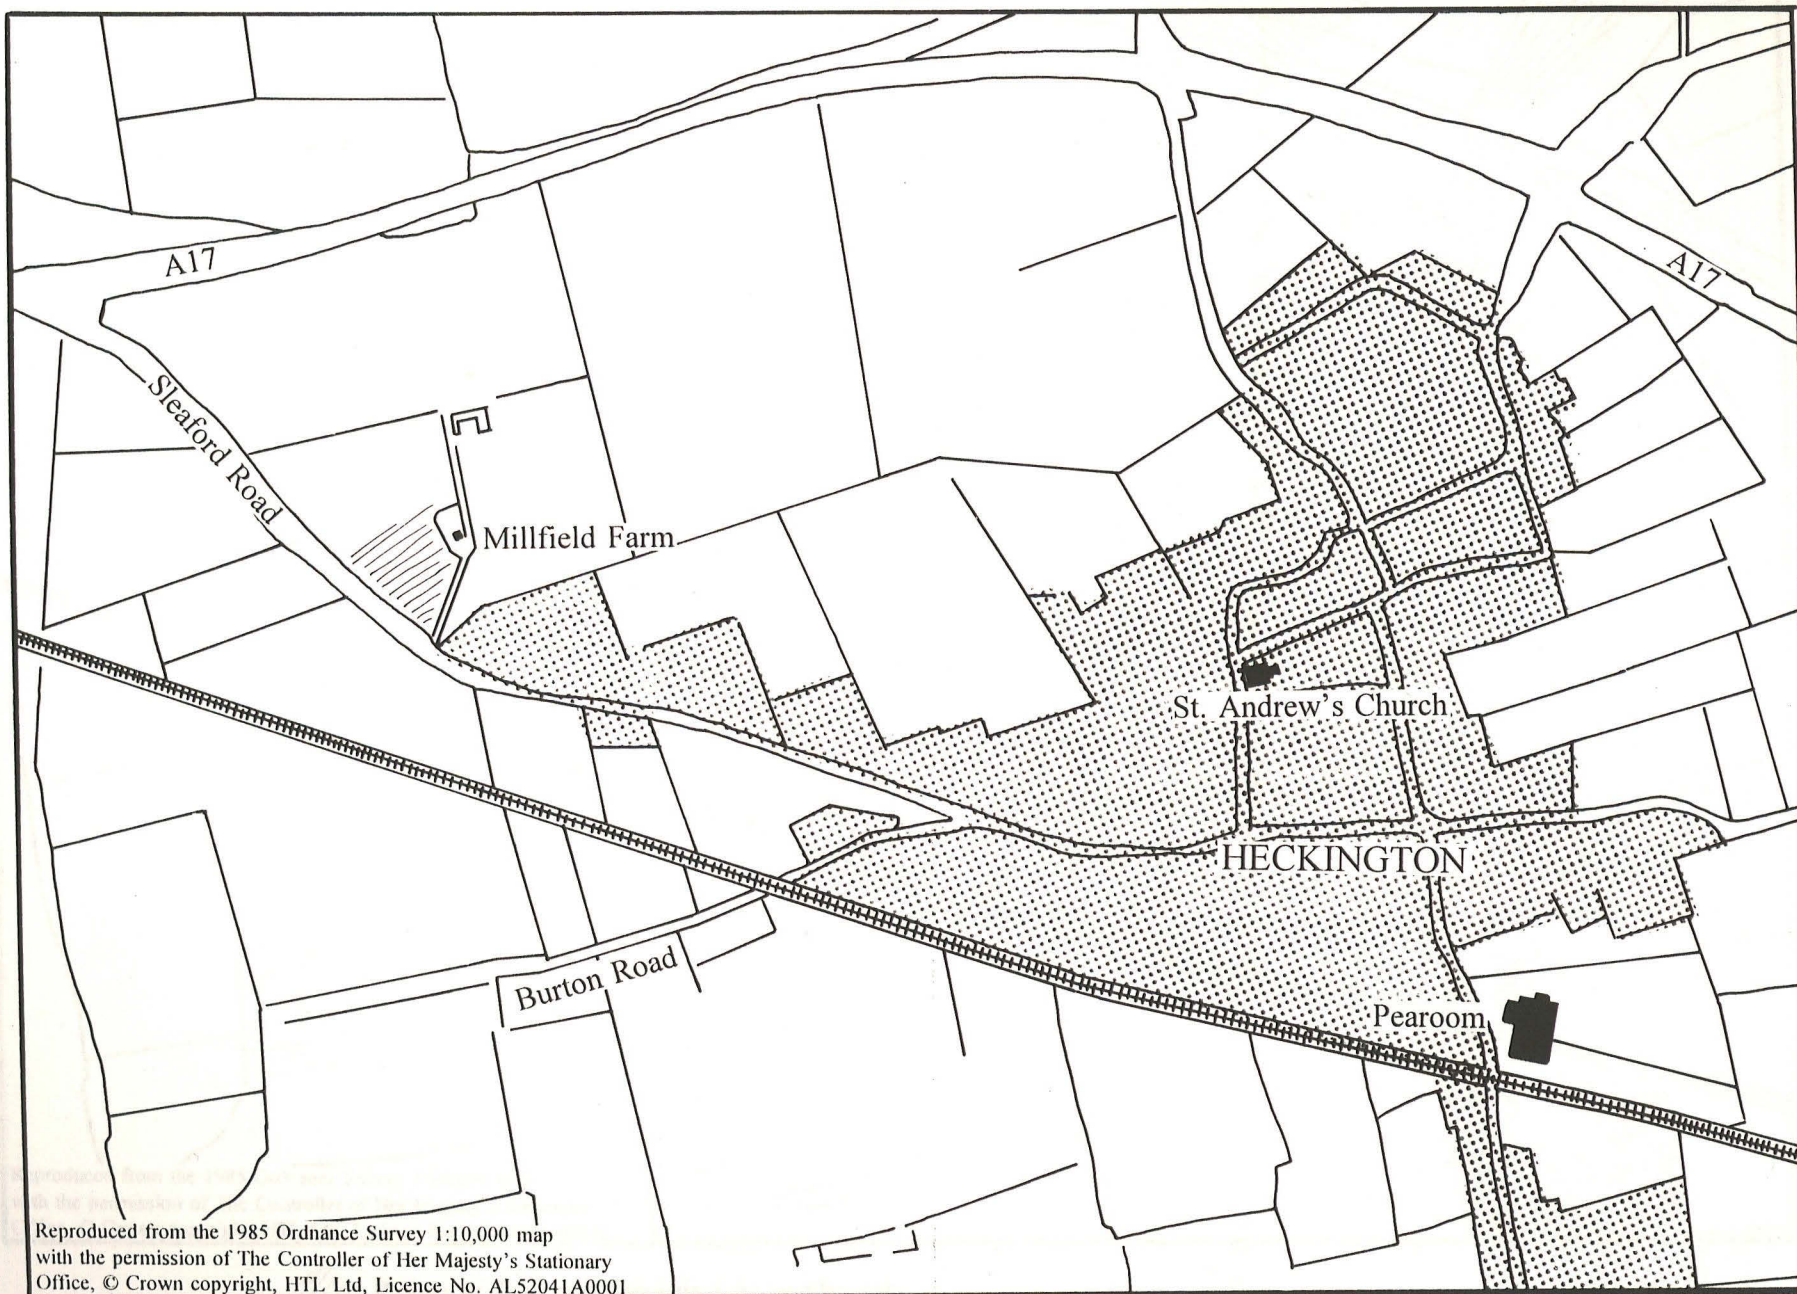 A17
A17
Sleaford Road
Millfield Farm
St. Andrew's Church
HECKINGTON
Burton Road
Pearoom
Reproduced from the 1985 Ordnance Survey 1:10,000 map
with the permission of The Controller of Her Majesty's Stationary
Office, © Crown copyright, HTL Ltd, Licence No. AL52041A0001